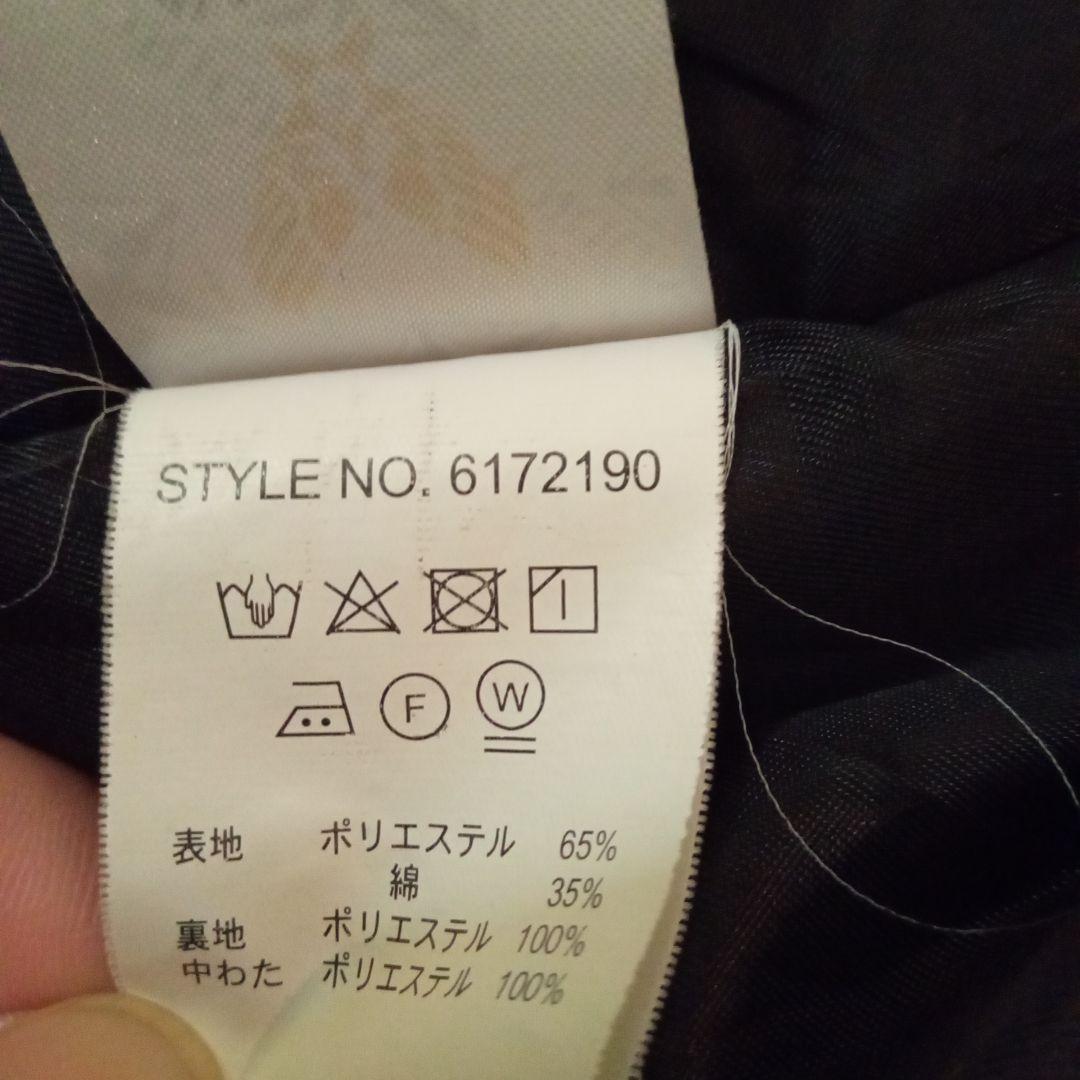 STYLE NO. 6172190
F W
表地 ポリエステル 65%
綿 35%
裏地 ポリエステル 100%
中わた ポリエステル 100%